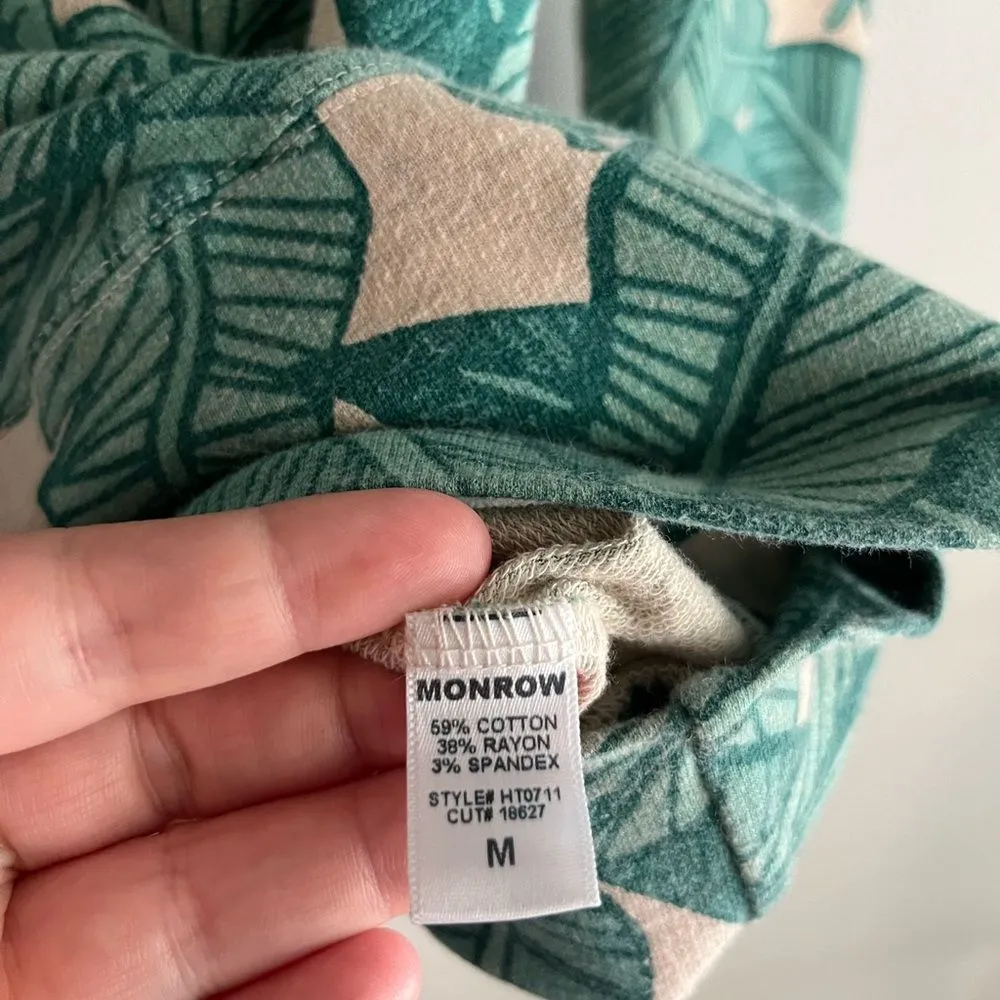 MONROW
59% COTTON
38% RAYON
3% SPANDEX
STYLE# HT0711
CUT# 18627
M